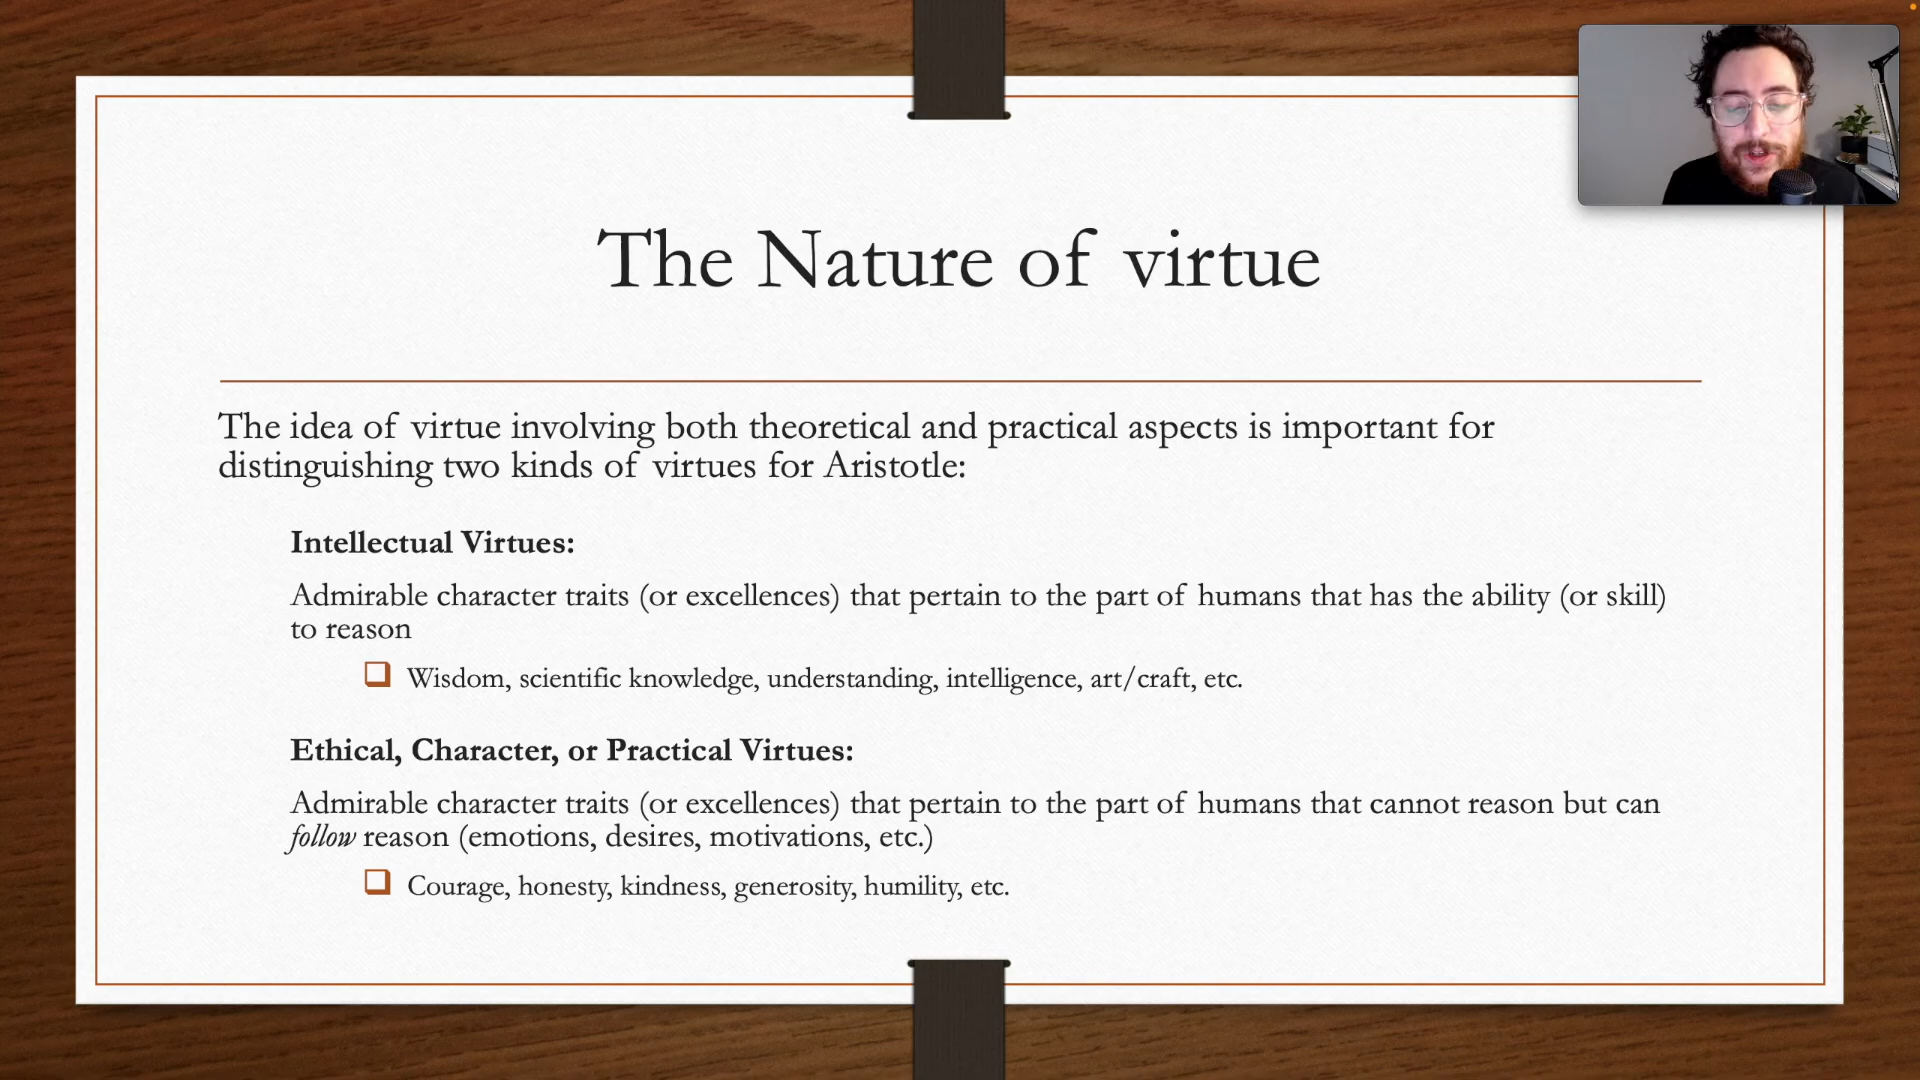 The Nature of virtue
The idea of virtue involving both theoretical and practical aspects is important for
distinguishing two kinds of virtues for Aristotle:
Intellectual Virtues:
Admirable character traits (or excellences) that pertain to the part of humans that has the ability (or skill)
to reason
Wisdom, scientific knowledge, understanding, intelligence, art/craft, etc.
Ethical, Character, or Practical Virtues:
Admirable character traits (or excellences) that pertain to the part of humans that cannot reason but can
follow reason (emotions, desires, motivations, etc.)
Courage, honesty, kindness, generosity, humility, etc.